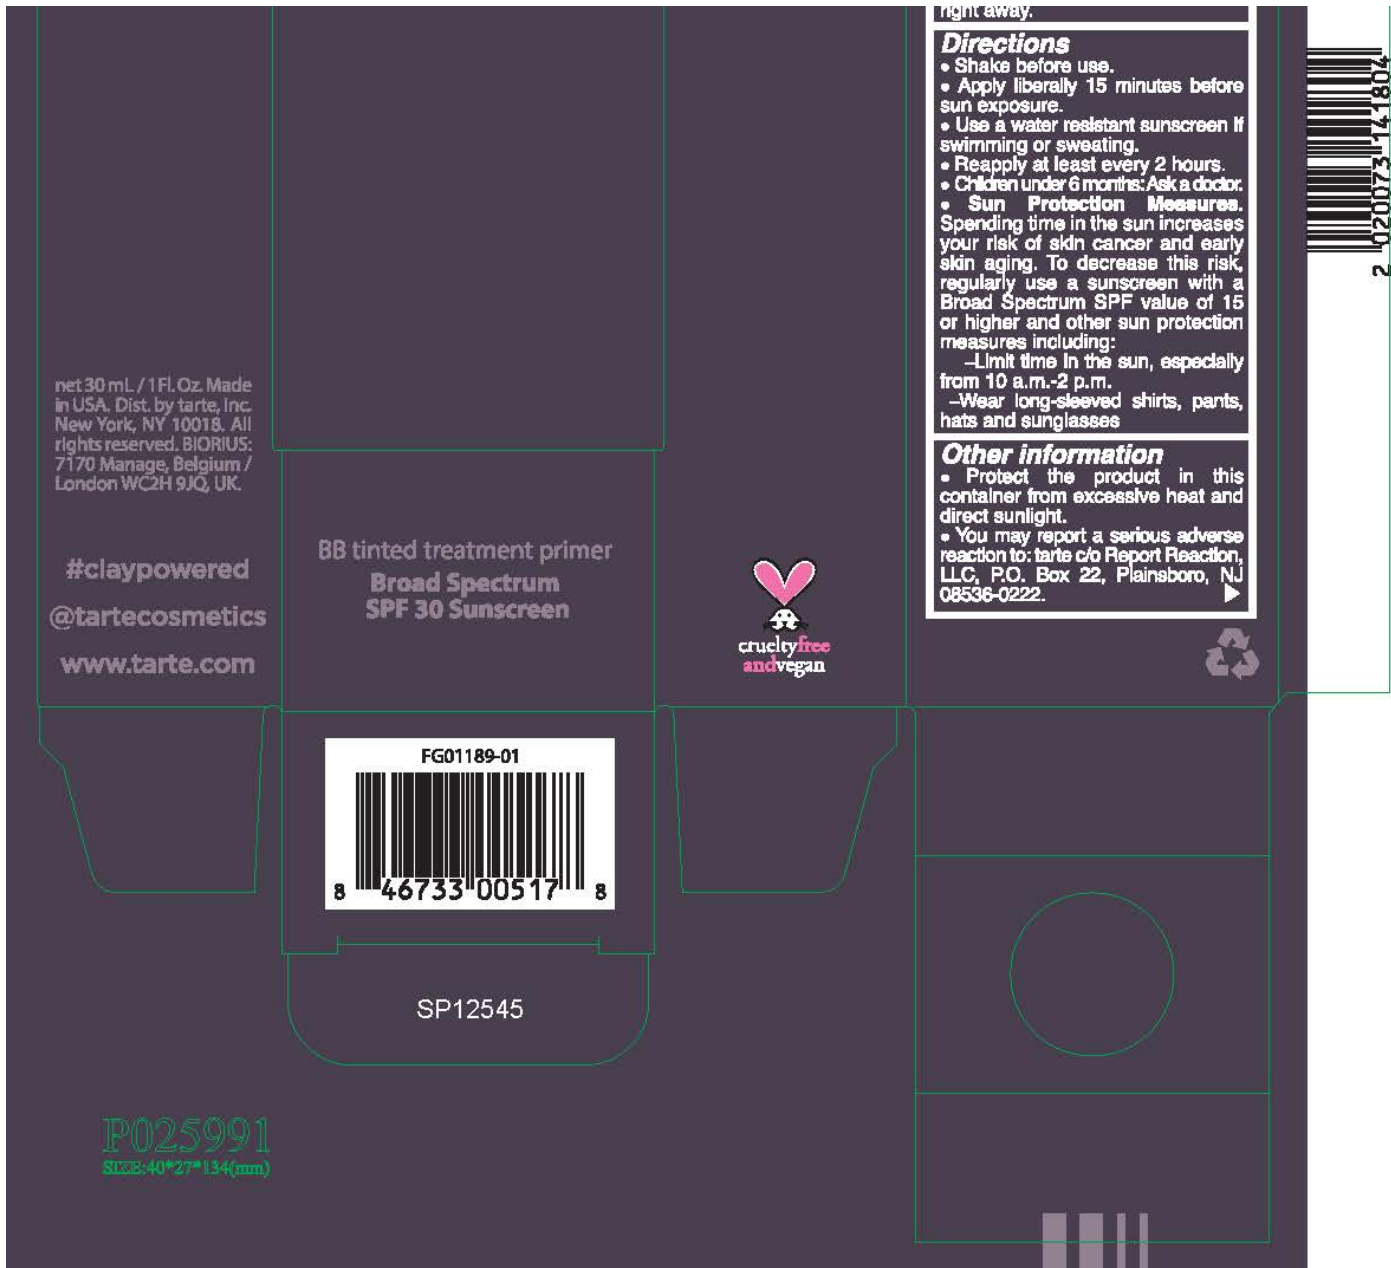 net 30 mL / 1 Fl. Oz. Made
in USA. Dist. by tarte, Inc.
New York, NY 10018. All
rights reserved. BIORIUS:
7170 Manage, Belgium /
London WC2H 9JQ, UK.
#claypowered
@tartecosmetics
www.tarte.com
BB tinted treatment primer
Broad Spectrum
SPF 30 Sunscreen
crueltyfree
andvegan
right away.
Directions
• Shake before use.
• Apply liberally 15 minutes before
sun exposure.
• Use a water resistant sunscreen if
swimming or sweating.
• Reapply at least every 2 hours.
• Children under 6 months: Ask a doctor.
• Sun Protection Measures.
Spending time in the sun increases
your risk of skin cancer and early
skin aging. To decrease this risk,
regularly use a sunscreen with a
Broad Spectrum SPF value of 15
or higher and other sun protection
measures including:
–Limit time in the sun, especially
from 10 a.m.-2 p.m.
–Wear long-sleeved shirts, pants,
hats and sunglasses
Other information
• Protect the product in this
container from excessive heat and
direct sunlight.
• You may report a serious adverse
reaction to: tarte c/o Report Reaction,
LLC, P.O. Box 22, Plainsboro, NJ
08536-0222.
2 020073 141804
FG01189-01
8 46733 00517 8
SP12545
P025991
SIZE:40*27*134(mm)